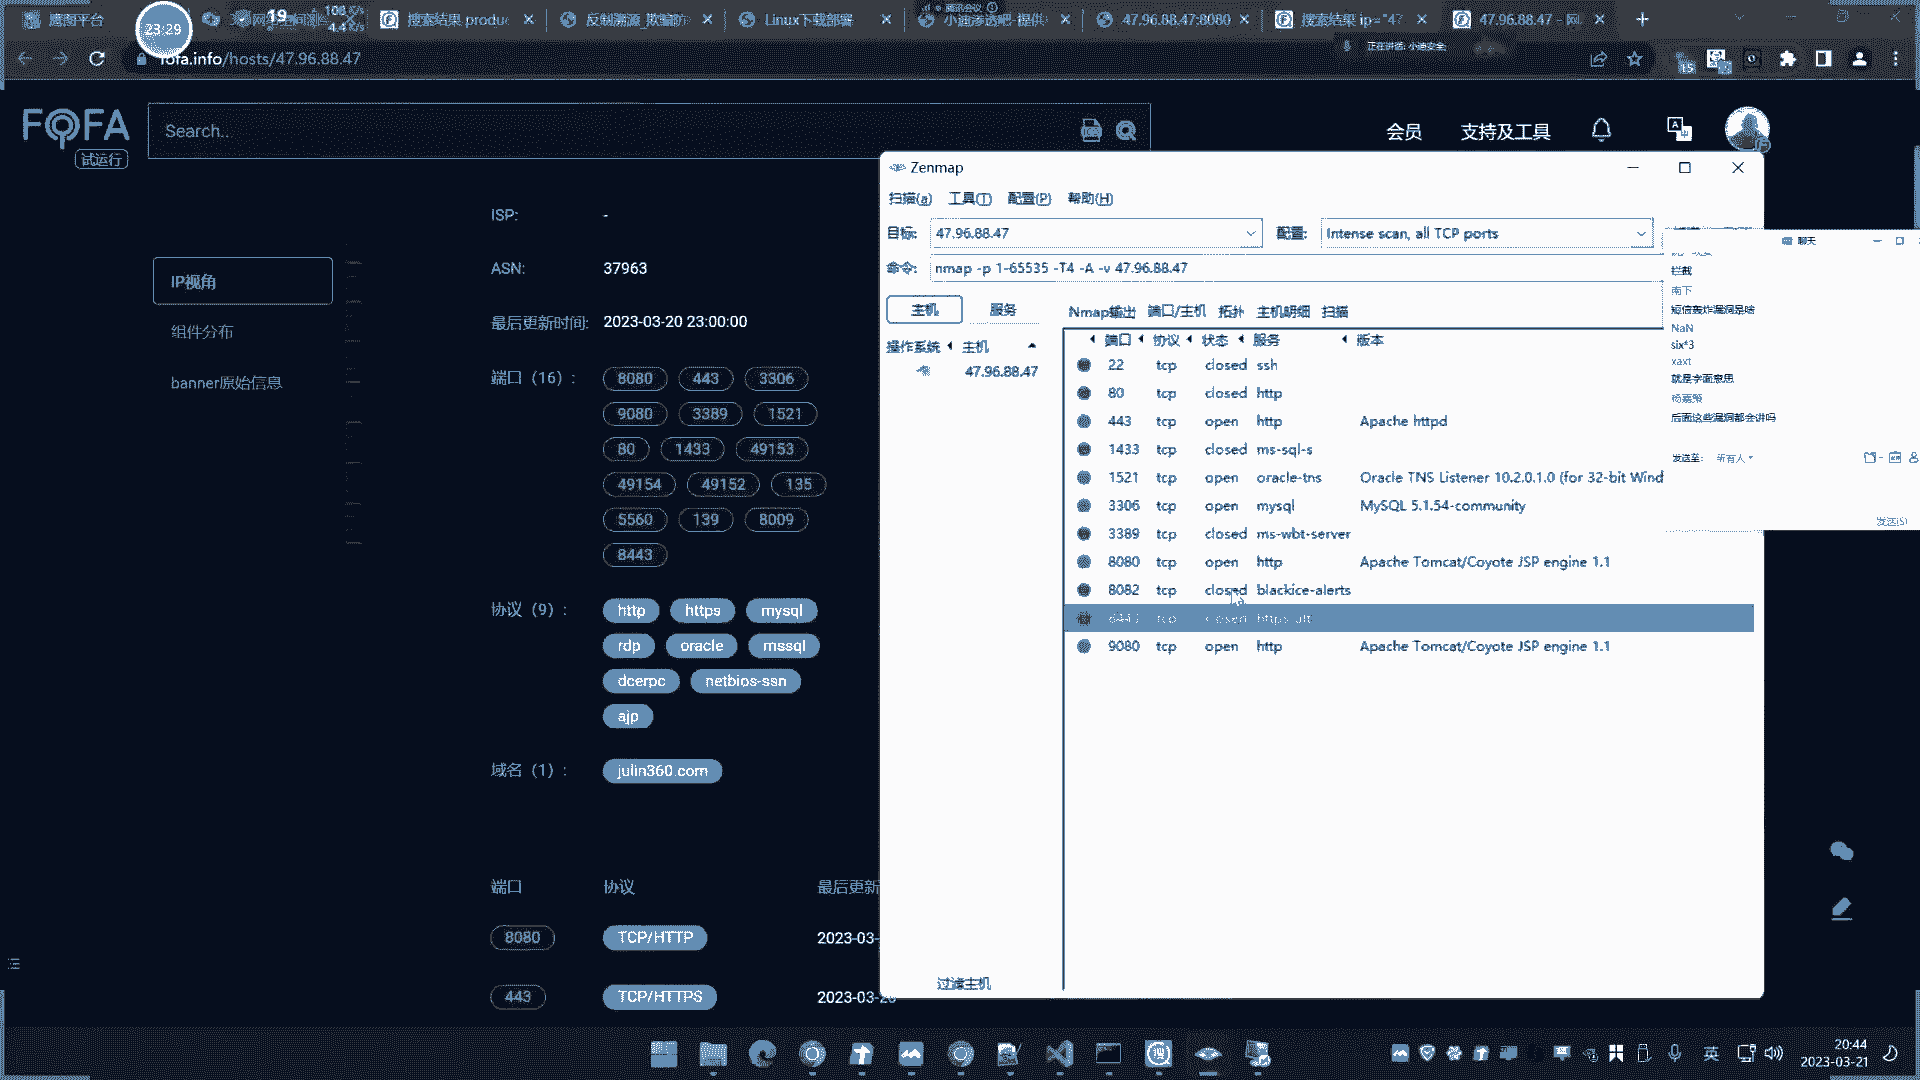 鹰图平台
19
搜索结果 produc
反制溯源_欺骗防
Linux下载部署
小迪渗透吧-提供
47.96.88.47:8080
搜索结果 ip="47
47.96.88.47 - 网
23:29
fofa.info/hosts/47.96.88.47
正在讲话: 小迪安全;
15
FOFA
试运行
Search..
会员
支持及工具
IP视角
组件分布
banner原始信息
ISP: -
ASN: 37963
最后更新时间: 2023-03-20 23:00:00
端口（16）: 8080 443 3306
9080 3389 1521
80 1433 49153
49154 49152 135
5560 139 8009
8443
协议（9）: http https mysql
rdp oracle mssql
dcerpc netbios-ssn
ajp
域名（1）: julin360.com
端口 协议 最后更新
8080 TCP/HTTP 2023-03-
443 TCP/HTTPS 2023-03-20
Zenmap
扫描(a) 工具(T) 配置(P) 帮助(H)
目标: 47.96.88.47 配置: Intense scan, all TCP ports
命令: nmap -p 1-65535 -T4 -A -v 47.96.88.47
主机 服务
操作系统 主机
47.96.88.47
Nmap输出 端口/主机 拓扑 主机明细 扫描
端口 协议 状态 服务 版本
22 tcp closed ssh
80 tcp closed http
443 tcp open http Apache httpd
1433 tcp closed ms-sql-s
1521 tcp open oracle-tns Oracle TNS Listener 10.2.0.1.0 (for 32-bit Wind
3306 tcp open mysql MySQL 5.1.54-community
3389 tcp closed ms-wbt-server
8080 tcp open http Apache Tomcat/Coyote JSP engine 1.1
8082 tcp closed blackice-alerts
8443 tcp closed https-alt
9080 tcp open http Apache Tomcat/Coyote JSP engine 1.1
过滤主机
聊天
拦截
南下
短信轰炸漏洞是啥
NaN
six*3
xaxt
就是字面意思
杨嘉策
后面这些漏洞都会讲吗
发送至: 所有人
发送(S)
英
20:44
2023-03-21